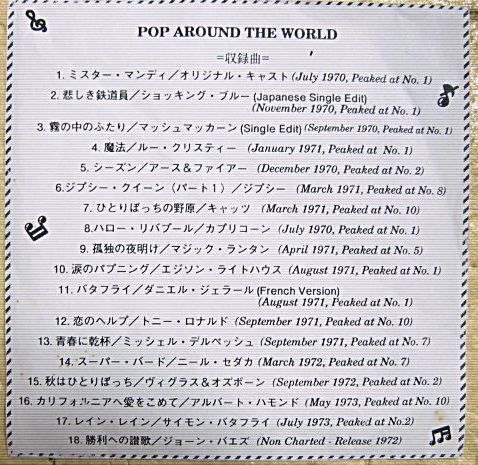 POP AROUND THE WORLD
=収録曲=
1. ミスター・マンディ／オリジナル・キャスト (July 1970, Peaked at No. 1)
2. 悲しき鉄道員／ショッキング・ブルー (Japanese Single Edit)
(November 1970, Peaked at No. 1)
3. 霧の中のふたり／マッシュマッカーン (Single Edit) (September 1970, Peaked at No. 1)
4. 魔法／ルー・クリスティー (January 1971, Peaked at No. 1)
5. シーズン／アース＆ファイアー (December 1970, Peaked at No. 2)
6.ジプシー・クイーン（パート１）／ジプシー (March 1971, Peaked at No. 8)
7. ひとりぼっちの野原／キャッツ (March 1971, Peaked at No. 10)
8.ハロー・リバプール／カプリコーン (July 1970, Peaked at No. 1)
9. 孤独の夜明け／マジック・ランタン (April 1971, Peaked at No. 5)
10. 涙のハプニング／エジソン・ライトハウス (August 1971, Peaked at No. 1)
11. バタフライ／ダニエル・ジェラール (French Version)
(August 1971, Peaked at No. 1)
12. 恋のヘルプ／トニー・ロナルド (September 1971, Peaked at No. 10)
13. 青春に乾杯／ミッシェル・デルペッシュ (September 1971, Peaked at No. 7)
14. スーパー・バード／ニール・セダカ (March 1972, Peaked at No. 7)
15. 秋はひとりぼっち／ヴィグラス＆オズボーン (September 1972, Peaked at No. 2)
16. カリフォルニアへ愛をこめて／アルバート・ハモンド (May 1973, Peaked at No. 10)
17. レイン・レイン／サイモン・バタフライ (July 1973, Peaked at No.2)
18. 勝利への讃歌／ジョーン・バエズ (Non Charted - Release 1972)